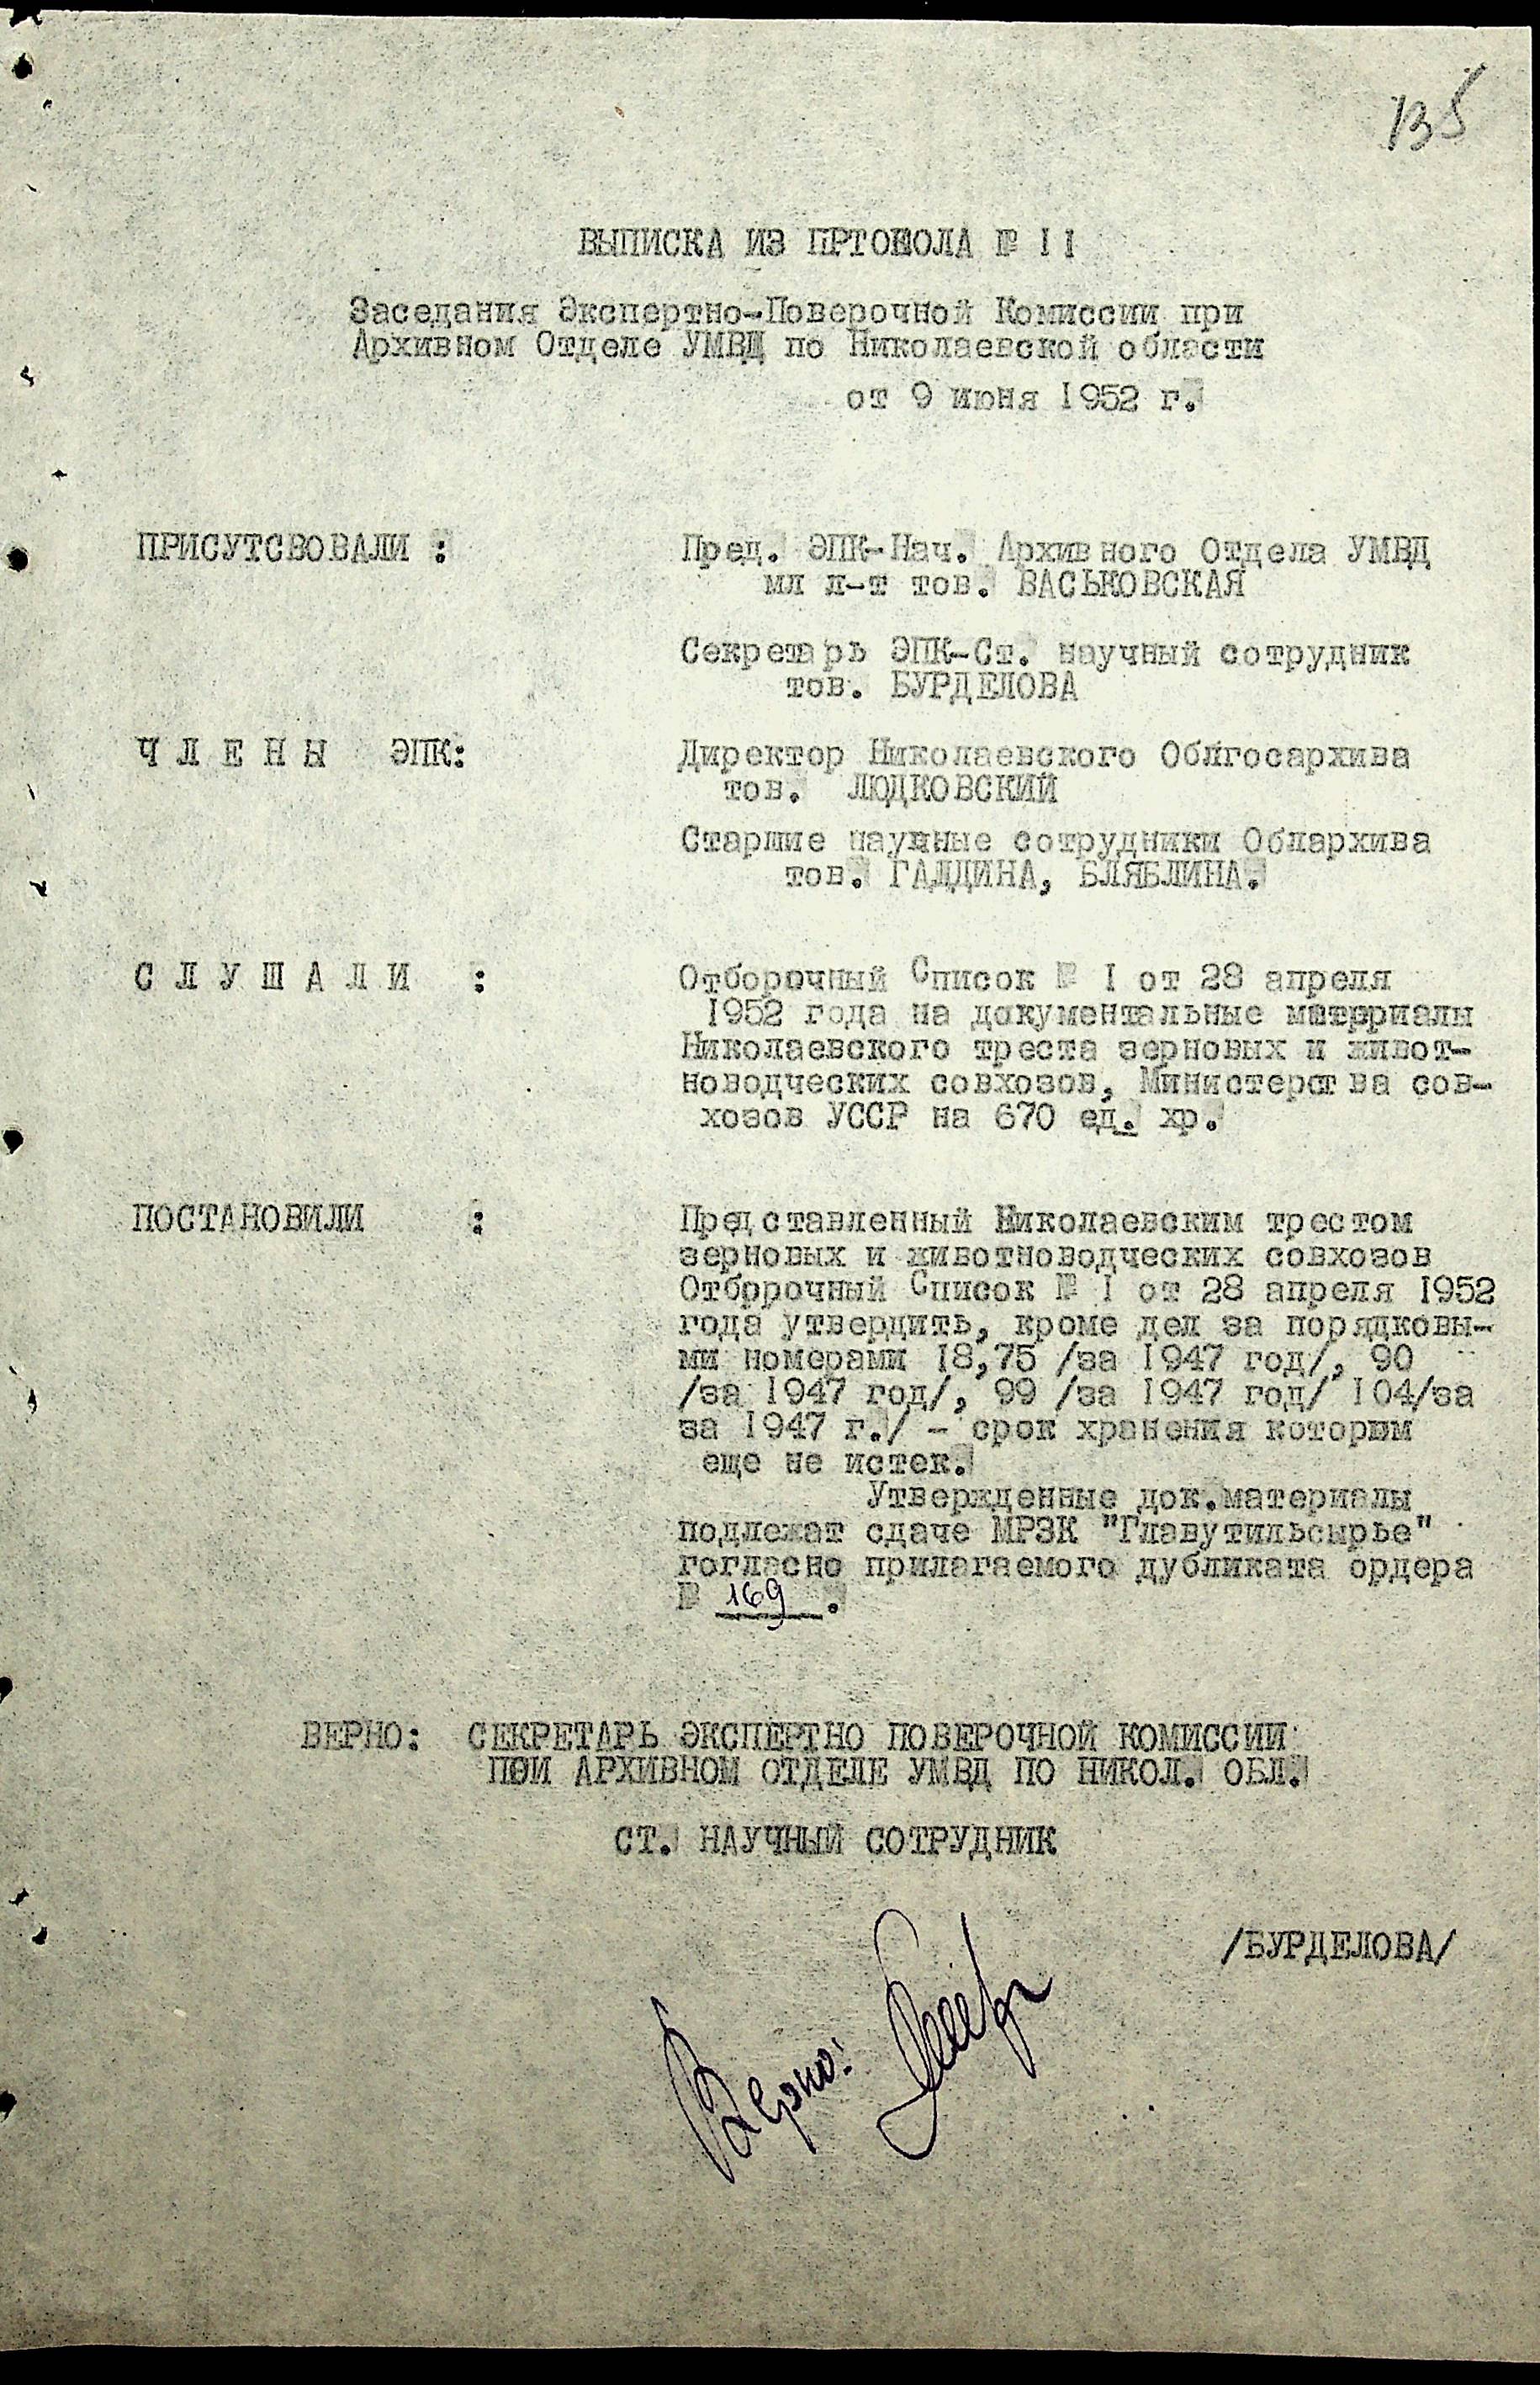 135
ВЫПИСКА ИЗ ПРТОКОЛА № 11
Заседания Экспертно-Поверочной Комиссии при
Архивном Отделе УМВД по Николаевской области
от 9 июня 1952 г.
ПРИСУТСВОВАЛИ : Пред. ЭПК-Нач. Архивного Отдела УМВД
мл л-т тов. ВАСЬКОВСКАЯ
Секретарь ЭПК-Ст. научный сотрудник
тов. БУРДЕЛОВА
Ч Л Е Н Ы ЭПК: Директор Николаевского Облгосархива
тов. ЛЮДКОВСКИЙ
Старшие научные сотрудники Облархива
тов. ГАЛДИНА, БЛЯБЛИНА.
С Л У Ш А Л И : Отборочный Список № 1 от 28 апреля
1952 года на документальные материалы
Николаевского треста зерновых и живот-
новодческих совхозов, Министерства сов-
хозов УССР на 670 ед. хр.
ПОСТАНОВИЛИ : Представленный Николаевским трестом
зерновых и животноводческих совхозов
Отборочный Список № 1 от 28 апреля 1952
года утвердить, кроме дел за порядковы-
ми номерами 18,75 /за 1947 год/, 90
/за 1947 год/, 99 /за 1947 год/ 104/за
за 1947 г./ - срок хранения которым
еще не истек.
Утвержденные док.материалы
подлежат сдаче МРЗК "Главутильсырье"
гогласно прилагаемого дубликата ордера
№ 169.
ВЕРНО: СЕКРЕТАРЬ ЭКСПЕРТНО ПОВЕРОЧНОЙ КОМИССИИ
ПРИ АРХИВНОМ ОТДЕЛЕ УМВД ПО НИКОЛ. ОБЛ.
СТ. НАУЧНЫЙ СОТРУДНИК
/БУРДЕЛОВА/
Верно: